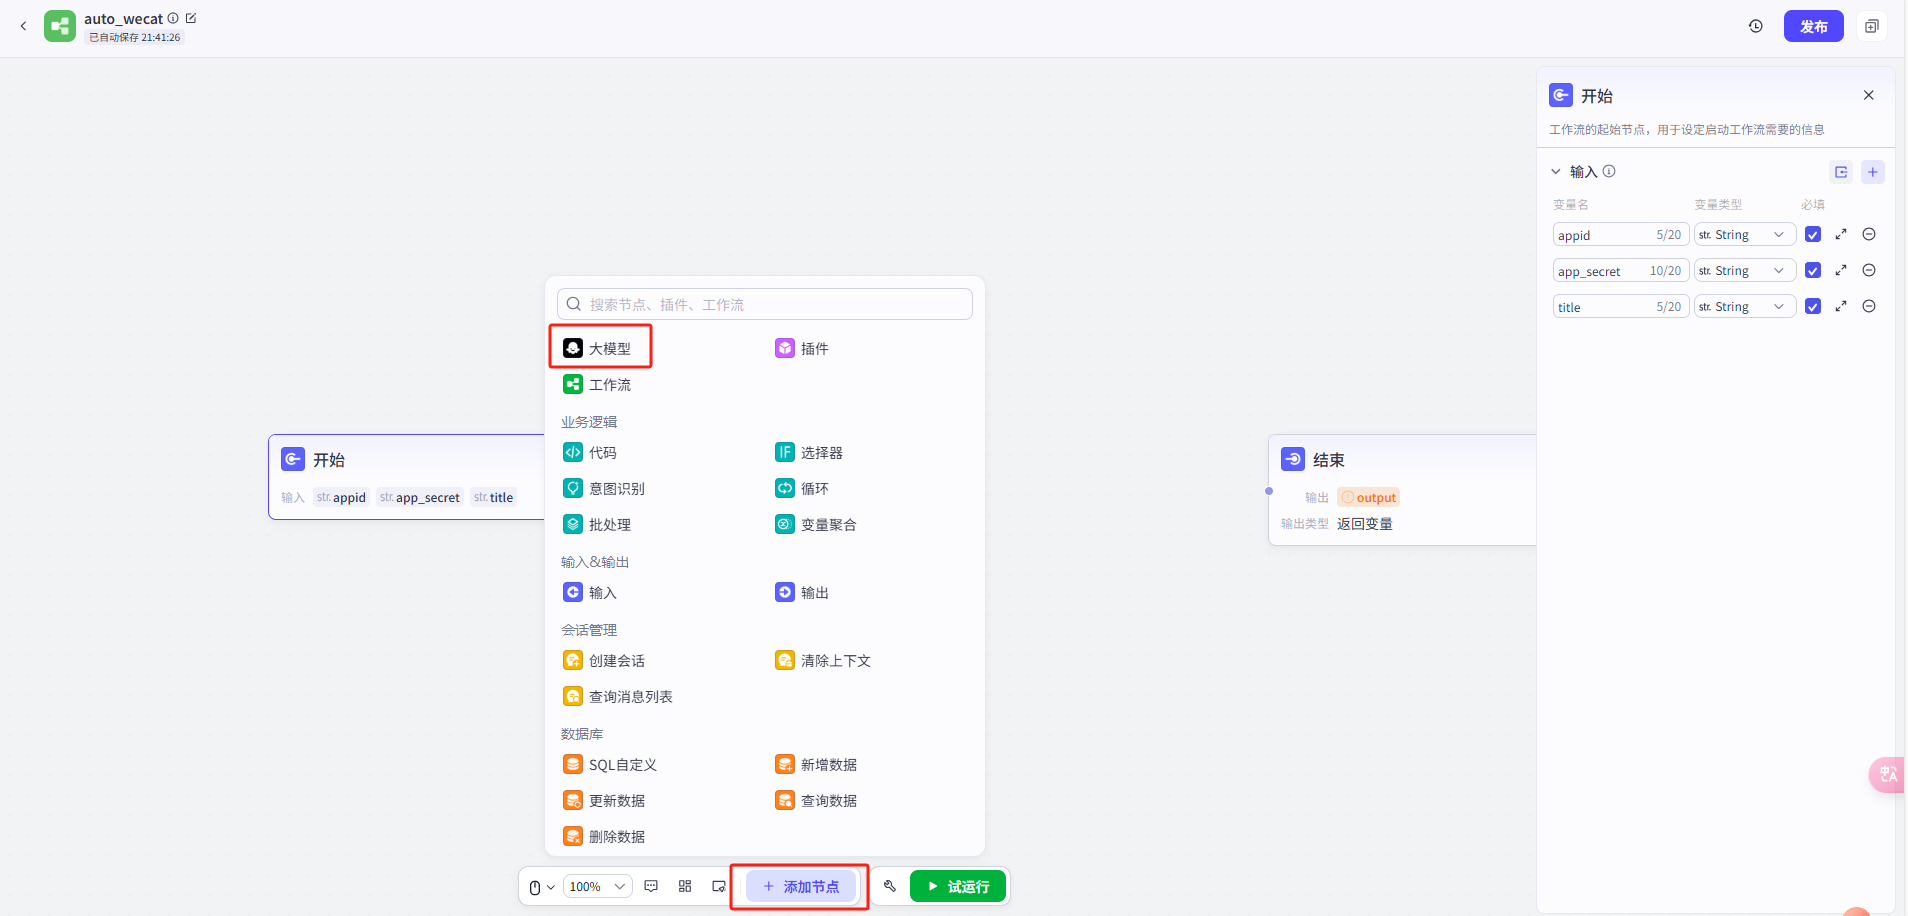 auto_wecat
已自动保存 21:41:26
发布
开始
工作流的起始节点，用于设定启动工作流需要的信息
输入
变量名 变量类型 必填
appid 5/20 str. String
app_secret 10/20 str. String
title 5/20 str. String
搜索节点、插件、工作流
大模型 插件
工作流
业务逻辑
代码 选择器
意图识别 循环
批处理 变量聚合
输入&输出
输入 输出
会话管理
创建会话 清除上下文
查询消息列表
数据库
SQL自定义 新增数据
更新数据 查询数据
删除数据
开始
输入 str. appid str. app_secret str. title
结束
输出 output
输出类型 返回变量
100% 添加节点 试运行